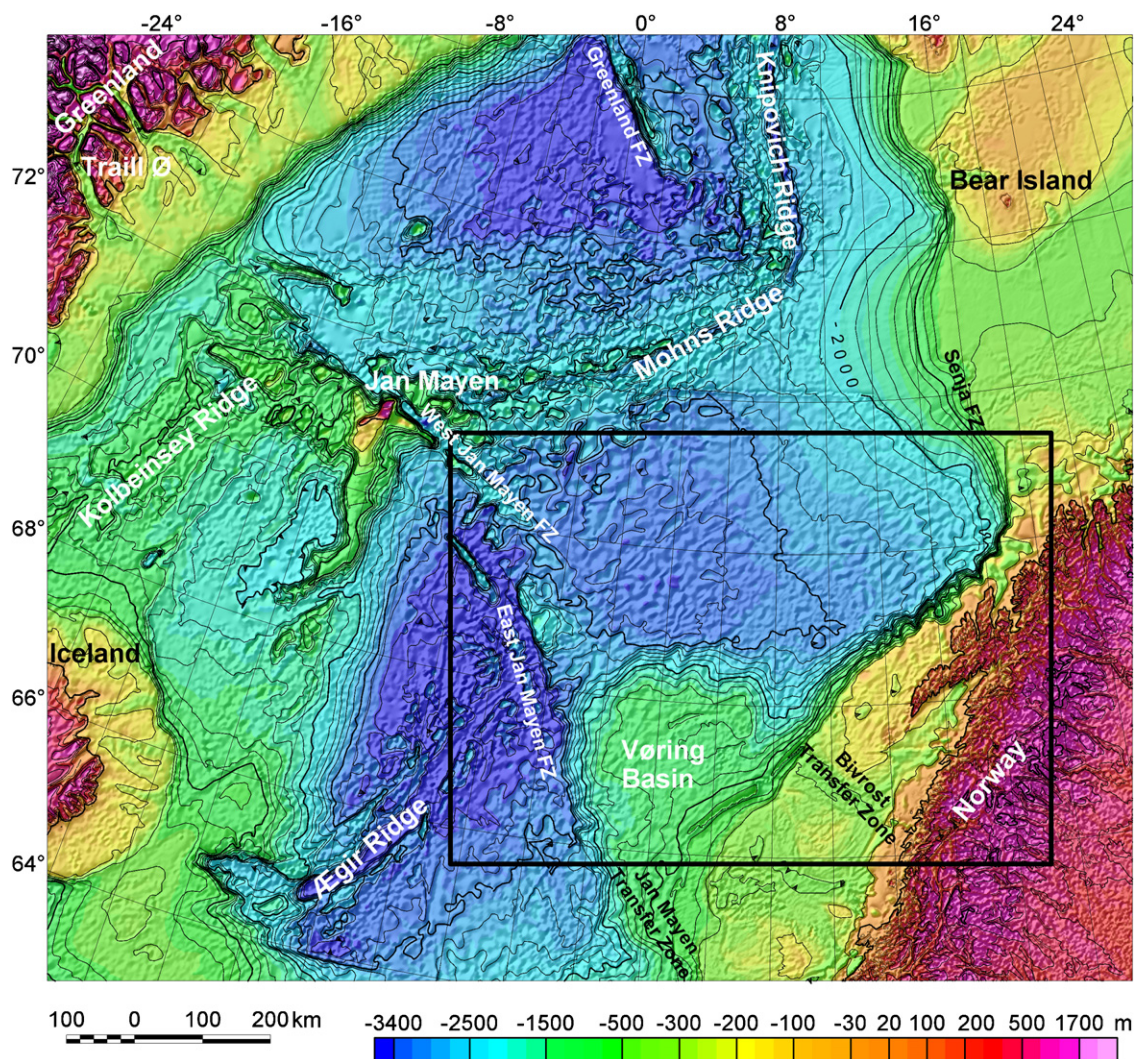 -24° -16° -8° 0° 8° 16° 24°
Greenland
Traill Ø
Greenland FZ
Knipovich Ridge
Bear Island
72°
-2000
Mohns Ridge
Senja FZ
70°
Jan Mayen
West Jan Mayen FZ
Kolbeinsey Ridge
68°
East Jan Mayen FZ
Iceland
66°
Vøring
Basin
Bivrost
Transfer Zone
Norway
Ægir Ridge
64°
Jan Mayen
Transfer Zone
100 0 100 200 km
-3400 -2500 -1500 -500 -200 -100 -30 20 100 200 500 1700 m